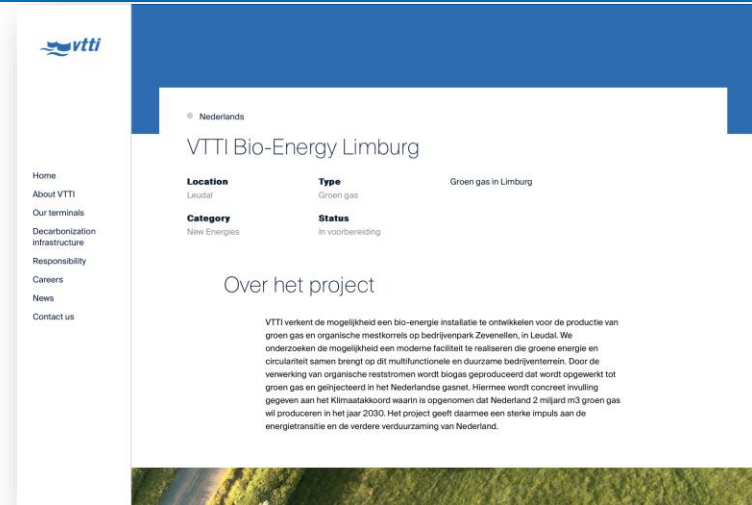 vtti
Nederlands
VTTI Bio-Energy Limburg
Home
About VTTI
Our terminals
Decarbonization
infrastructure
Responsibility
Careers
News
Contact us
Location
Leudal
Type
Groen gas
Groen gas in Limburg
Category
New Energies
Status
In voorbereiding
Over het project
VTTI verkent de mogelijkheid een bio-energie installatie te ontwikkelen voor de productie van
groen gas en organische mestkorrels op bedrijvenpark Zevenellen, in Leudal. We
onderzoeken de mogelijkheid een moderne faciliteit te realiseren die groene energie en
circulariteit samen brengt op dit multifunctionele en duurzame bedrijventerrein. Door de
verwerking van organische reststromen wordt biogas geproduceerd dat wordt opgewerkt tot
groen gas en geïnjecteerd in het Nederlandse gasnet. Hiermee wordt concreet invulling
gegeven aan het Klimaatakkoord waarin is opgenomen dat Nederland 2 miljard m3 groen gas
wil produceren in het jaar 2030. Het project geeft daarmee een sterke impuls aan de
energietransitie en de verdere verduurzaming van Nederland.